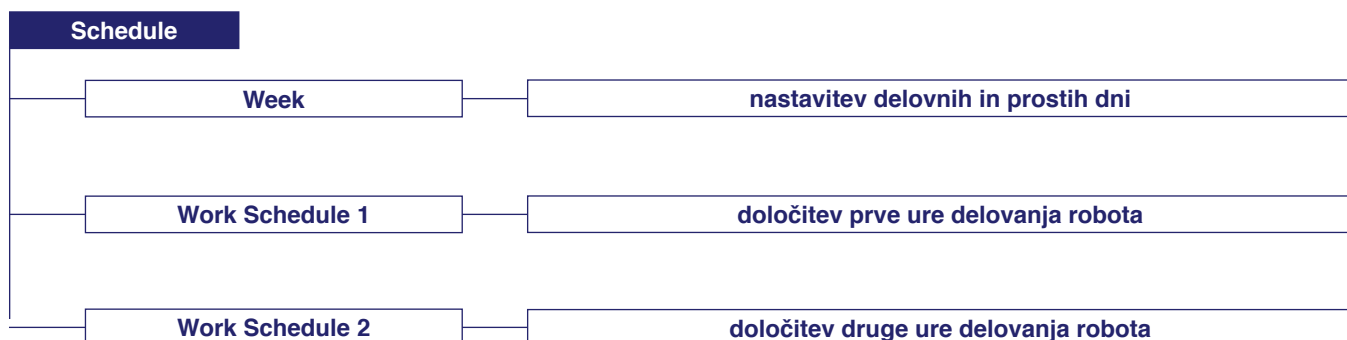 Schedule
Week
nastavitev delovnih in prostih dni
Work Schedule 1
določitev prve ure delovanja robota
Work Schedule 2
določitev druge ure delovanja robota